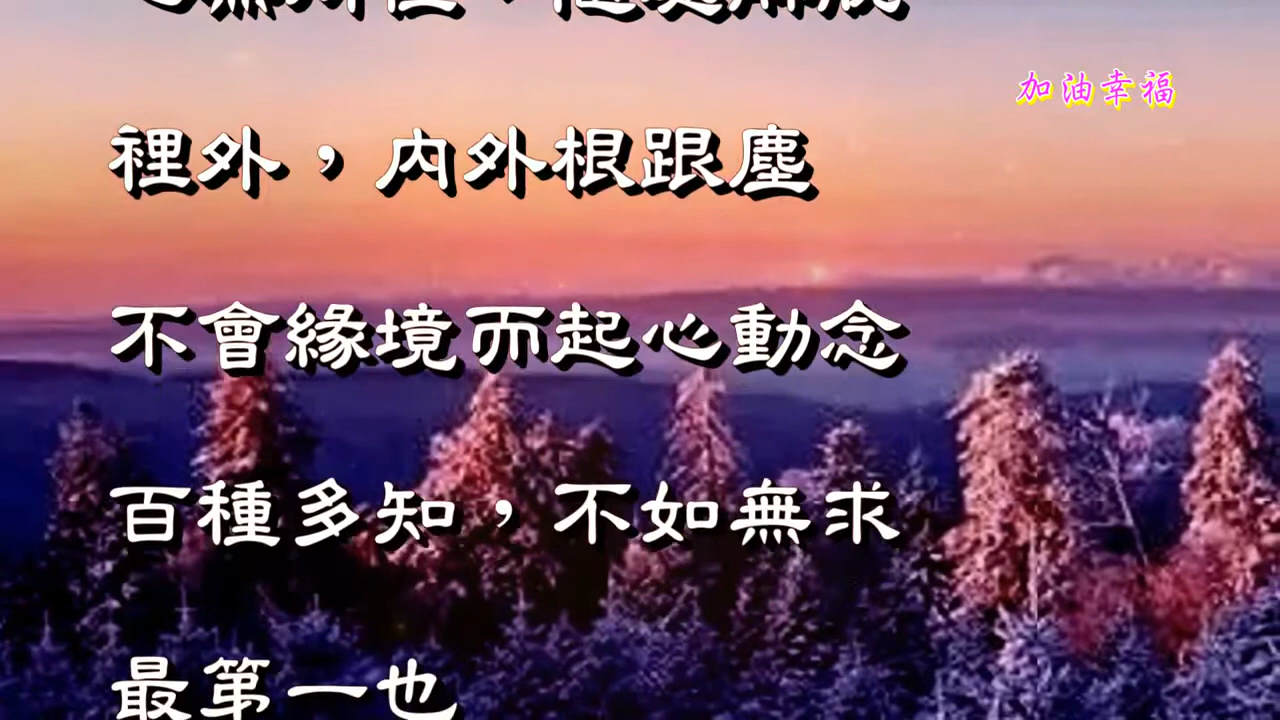 加油幸福
裡外，內外根跟塵
不會緣境而起心動念
百種多知，不如無求
最第一也